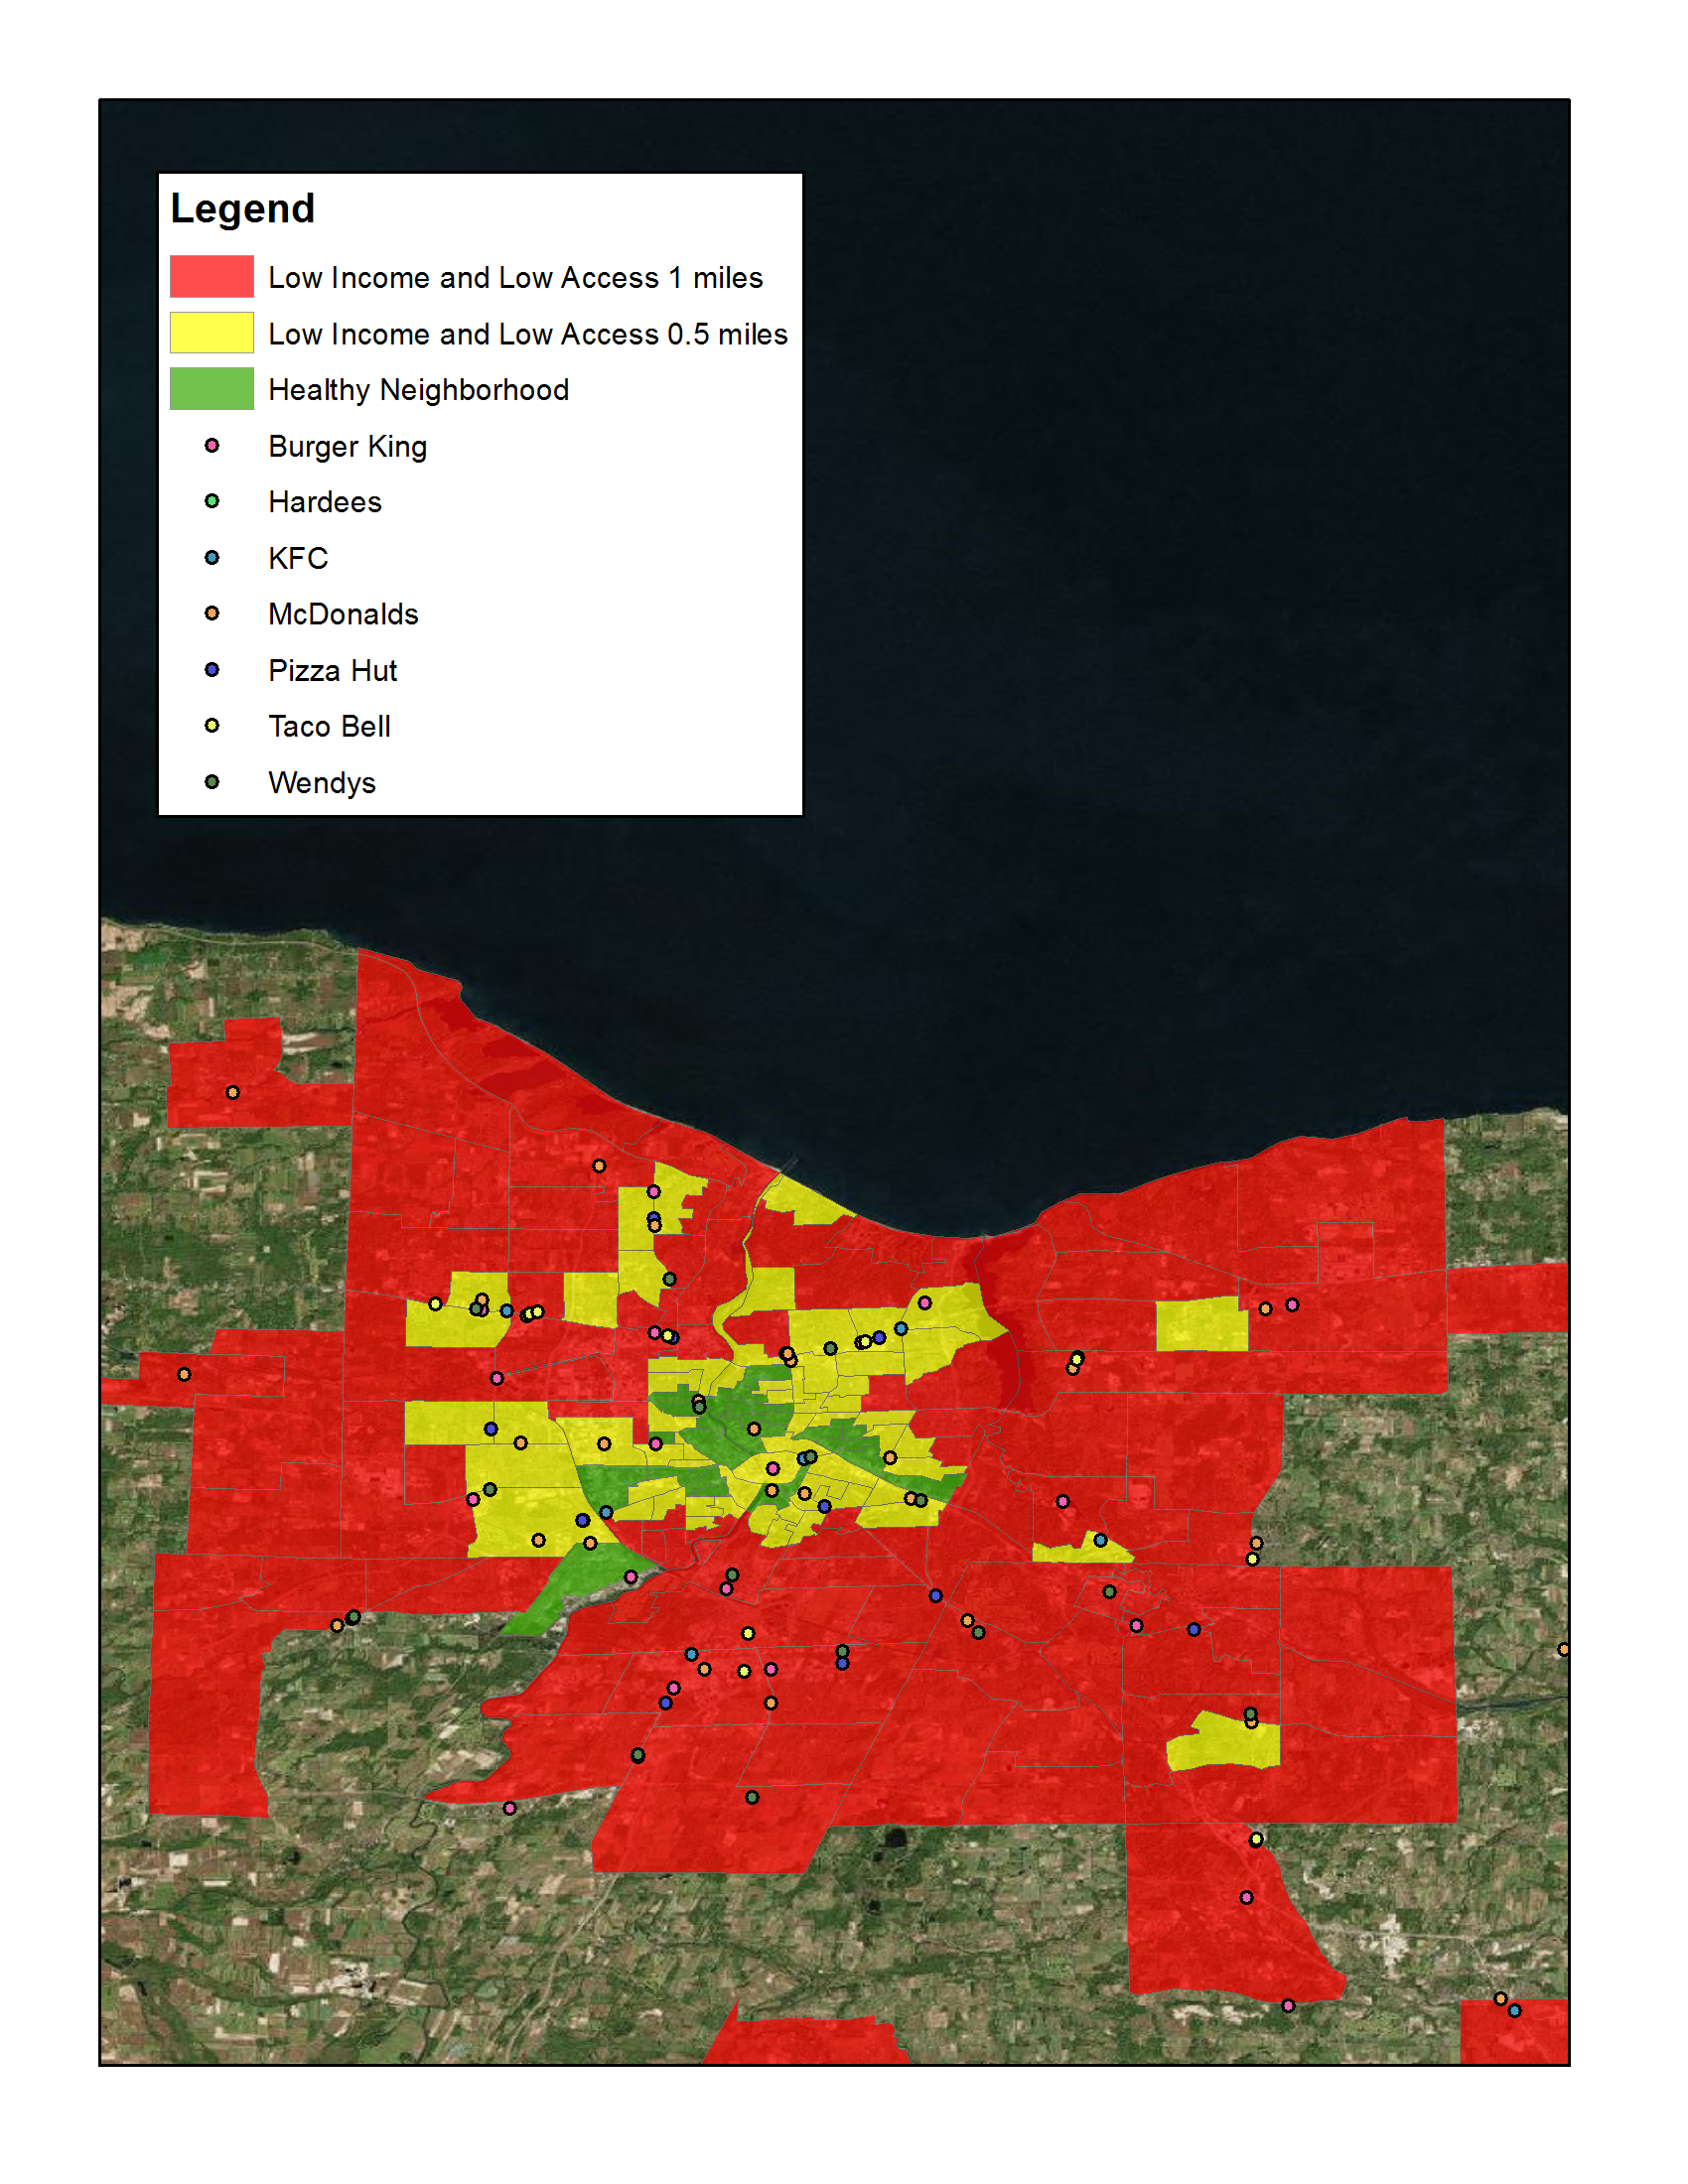 Legend
Low Income and Low Access 1 miles
Low Income and Low Access 0.5 miles
Healthy Neighborhood
Burger King
Hardees
KFC
McDonalds
Pizza Hut
Taco Bell
Wendys